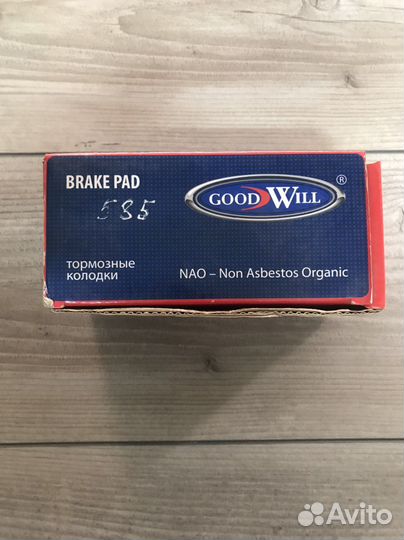 BRAKE PAD
585
GOODWILL ®
тормозные
колодки
NAO – Non Asbestos Organic
Avito